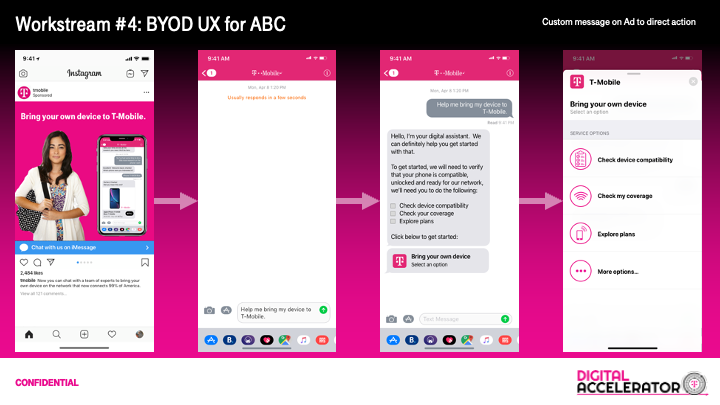 Workstream #4: BYOD UX for ABC
Custom message on Ad to direct action
9:41
Instagram
tmobile
Sponsored
Bring your own device to T-Mobile.
Chat with us on iMessage
2,484 likes
tmobile Now you can chat with a team of experts to bring your
own device on the network that now connects 99% of America.
View all 121 comments
9:41 AM
1
T-Mobile
Mon, Apr 8 1:20 PM
Usually responds in a few seconds
Help me bring my device to
T-Mobile.
9:41 AM
1
T-Mobile
Mon, Apr 8 1:20 PM
Help me bring my device to
T-Mobile.
Read 9:41 PM
Hello, I'm your digital assistant. We
can definitely help you get started
with that.
To get started, we will need to verify
that your phone is compatible,
unlocked and ready for our network,
we'll need you to do the following:
Check device compatibility
Check your coverage
Explore plans
Click below to get started:
Bring your own device
Select an option
Text Message
9:41 AM
T-Mobile
Bring your own device
Select an option
SERVICE OPTIONS
Check device compatibility
Check my coverage
Explore plans
More options...
CONFIDENTIAL
DIGITAL
ACCELERATOR